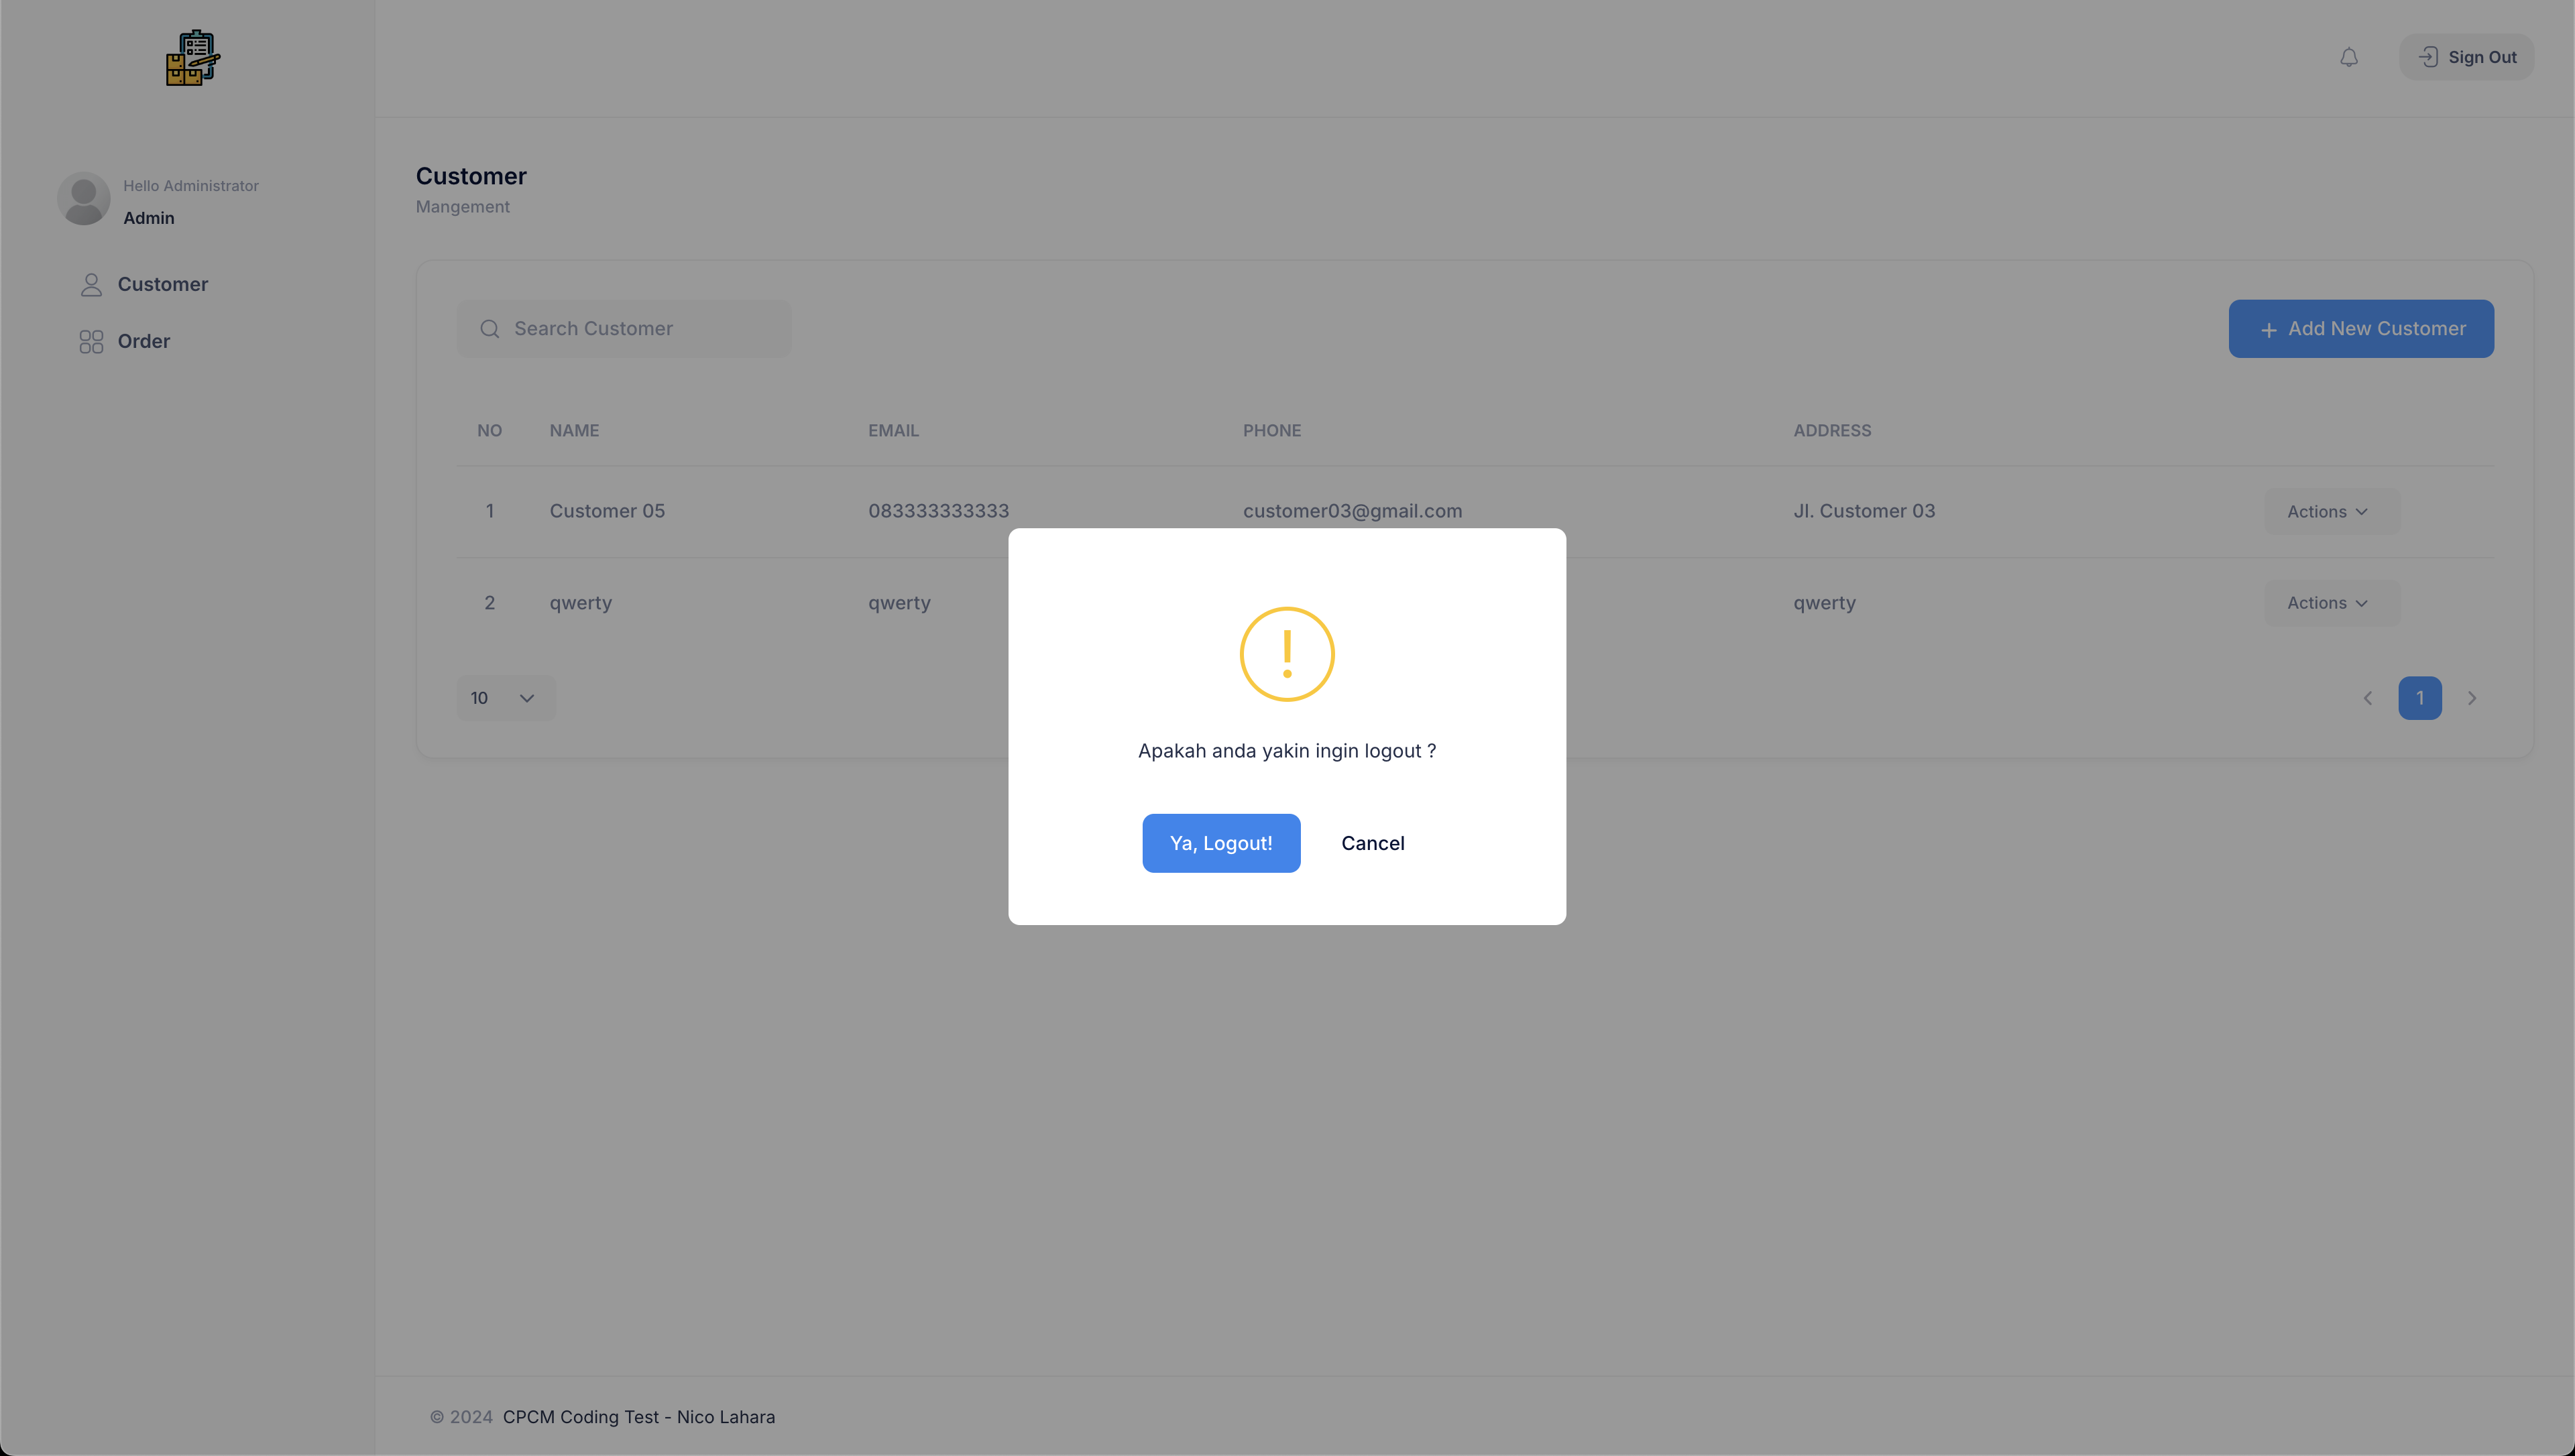 Sign Out
Hello Administrator
Admin
Customer
Order
Customer
Mangement
Search Customer
+ Add New Customer
NO NAME EMAIL PHONE ADDRESS
1 Customer 05 083333333333 customer03@gmail.com Jl. Customer 03 Actions
2 qwerty qwerty qwerty Actions
10
1
Apakah anda yakin ingin logout ?
Ya, Logout! Cancel
© 2024 CPCM Coding Test - Nico Lahara